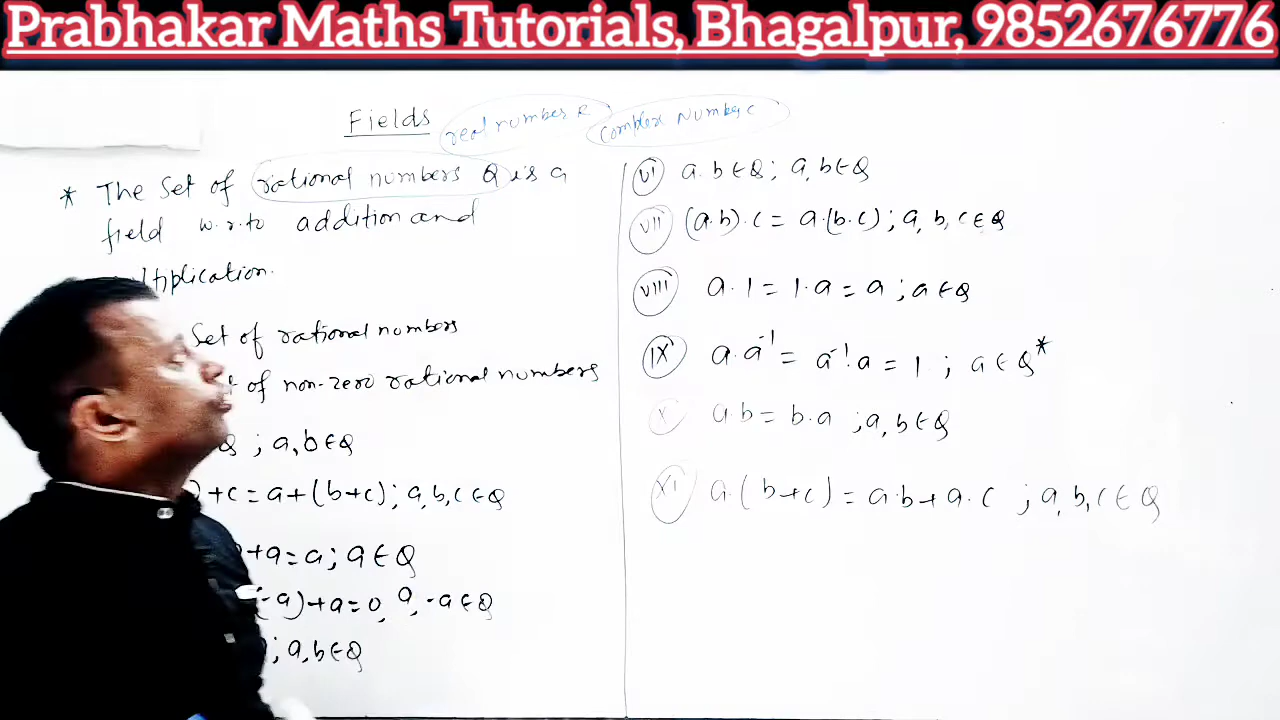 Prabhakar Maths Tutorials, Bhagalpur, 9852676776
Fields real number R Complex Number C
* The Set of rational numbers Q is a
field w.r.to addition and
multiplication.
Set of rational numbers
of non-zero rational numbers
Q ; a, b ∈ Q
)+c = a+(b+c); a, b, c ∈ Q
+a = a ; a ∈ Q
(-a)+a = 0, a, -a ∈ Q
; a, b ∈ Q
VI a.b ∈ Q ; a, b ∈ Q
VII (a.b).c = a.(b.c) ; a, b, c ∈ Q
VIII a.1 = 1.a = a ; a ∈ Q
IX a.a⁻¹ = a⁻¹.a = 1 ; a ∈ Q*
X a.b = b.a ; a, b ∈ Q
XI a.(b+c) = a.b+a.c ; a, b, c ∈ Q